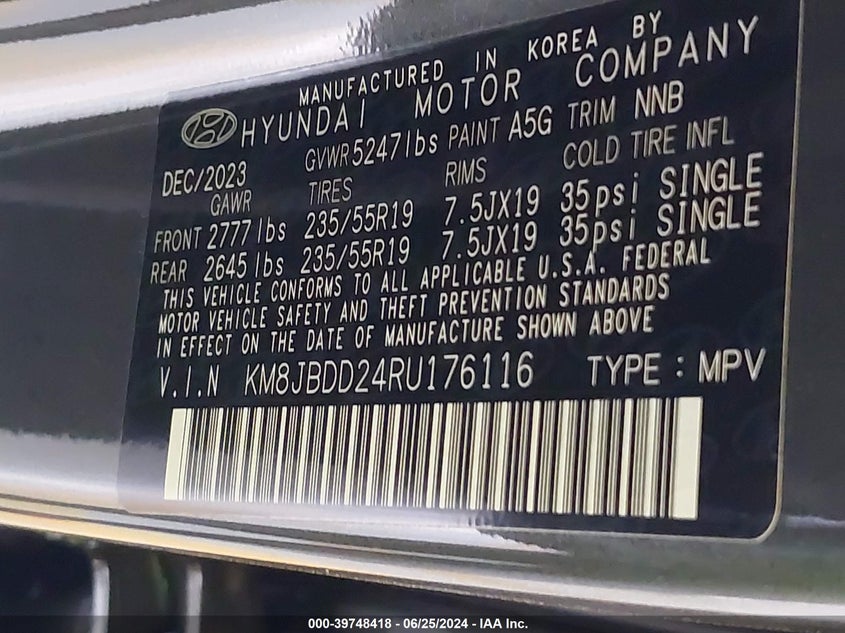 MANUFACTURED IN KOREA BY
HYUNDAI MOTOR COMPANY
DEC/2023 GVWR 5247lbs PAINT A5G TRIM NNB
GAWR TIRES RIMS COLD TIRE INFL
FRONT 2777lbs 235/55R19 7.5JX19 35psi SINGLE
REAR 2645lbs 235/55R19 7.5JX19 35psi SINGLE
THIS VEHICLE CONFORMS TO ALL APPLICABLE U.S.A. FEDERAL
MOTOR VEHICLE SAFETY AND THEFT PREVENTION STANDARDS
IN EFFECT ON THE DATE OF MANUFACTURE SHOWN ABOVE
V.I.N KM8JBDD24RU176116 TYPE : MPV
000-39748418 - 06/25/2024 - IAA Inc.